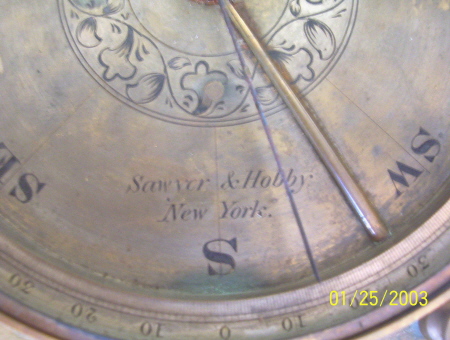 SE
SW
Sawyer & Hobby
New York.
S
30 20 10 0 10 30
01/25/2003